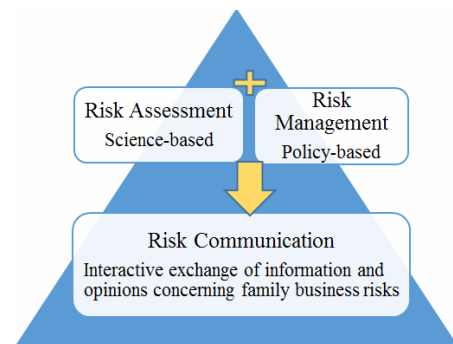 Risk Assessment
Science-based
Risk
Management
Policy-based
Risk Communication
Interactive exchange of information and
opinions concerning family business risks